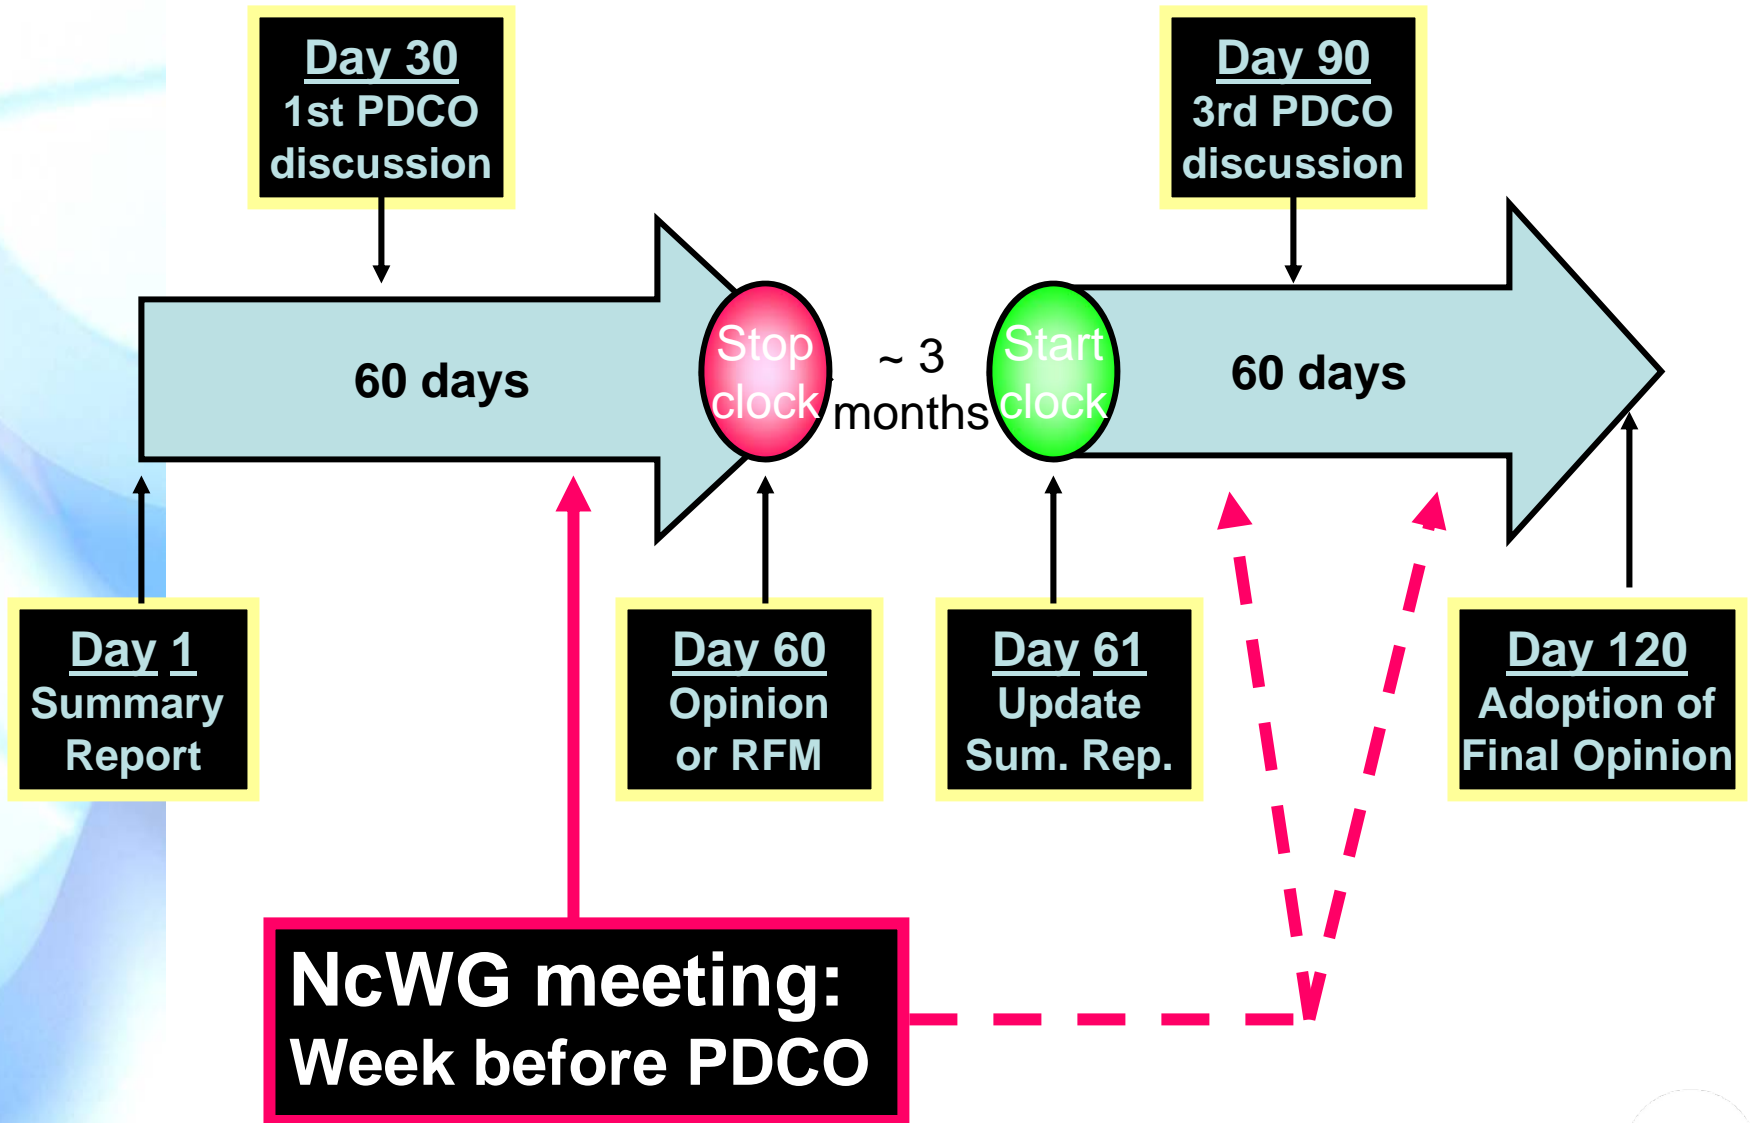 Day 30
1st PDCO
discussion
Day 90
3rd PDCO
discussion
60 days
Stop
clock
~ 3
months
Start
clock
60 days
Day 1
Summary
Report
Day 60
Opinion
or RFM
Day 61
Update
Sum. Rep.
Day 120
Adoption of
Final Opinion
NcWG meeting:
Week before PDCO